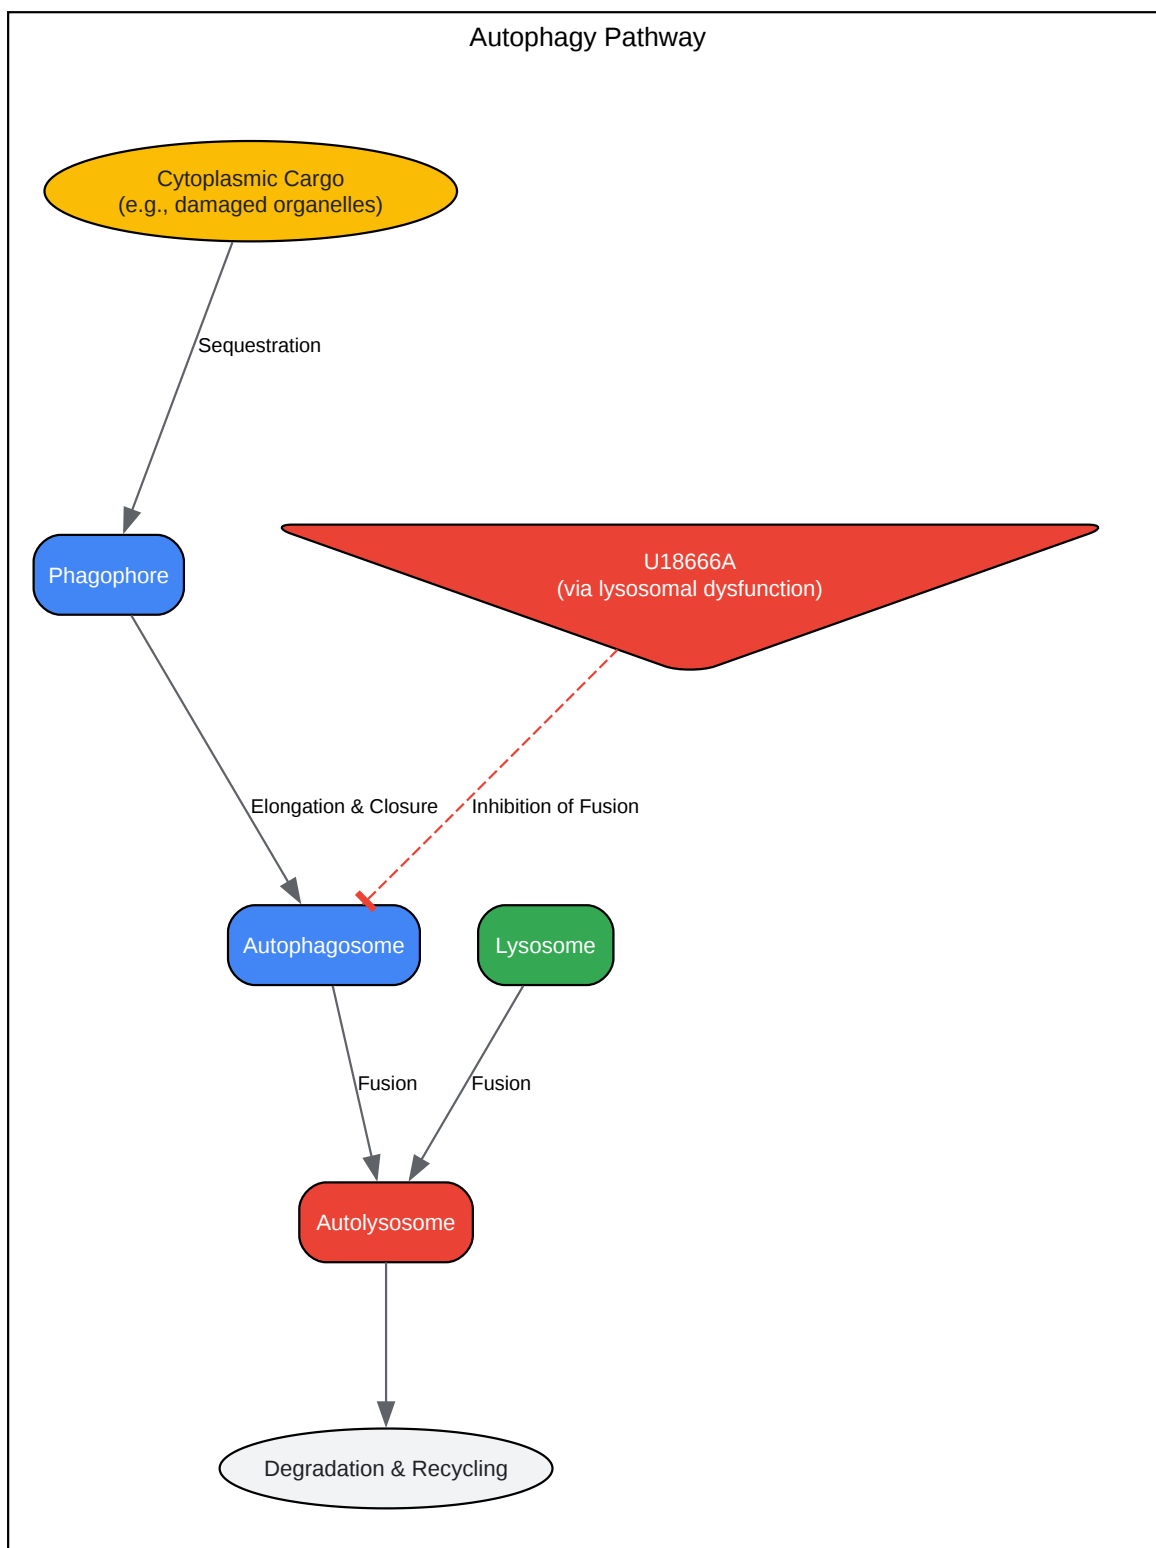 Autophagy Pathway
Cytoplasmic Cargo
(e.g., damaged organelles)
Sequestration
Phagophore
U18666A
(via lysosomal dysfunction)
Elongation & Closure
Inhibition of Fusion
Autophagosome
Lysosome
Fusion
Fusion
Autolysosome
Degradation & Recycling